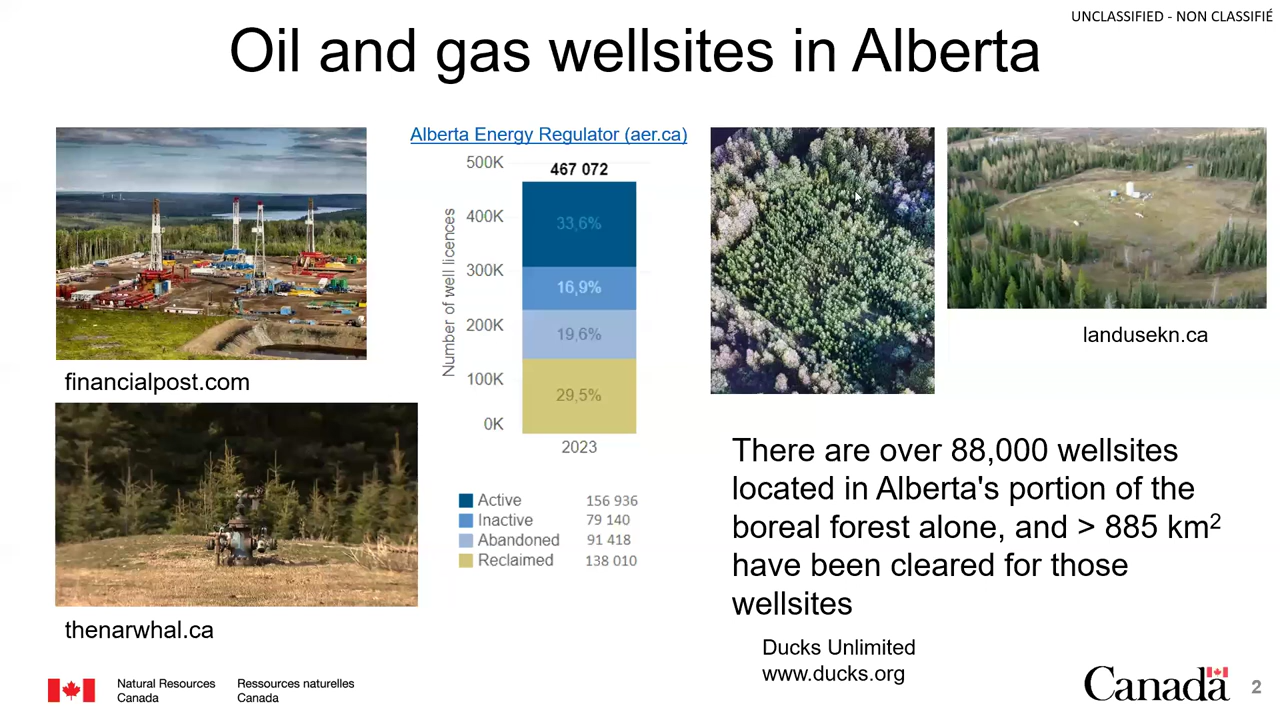 UNCLASSIFIED - NON CLASSIFIÉ
Oil and gas wellsites in Alberta
financialpost.com
thenarwhal.ca
Alberta Energy Regulator (aer.ca)
467 072
500K
400K
300K
200K
100K
0K
Number of well licences
33,6%
16,9%
19,6%
29,5%
2023
Active 156 936
Inactive 79 140
Abandoned 91 418
Reclaimed 138 010
landusekn.ca
There are over 88,000 wellsites
located in Alberta's portion of the
boreal forest alone, and > 885 km²
have been cleared for those
wellsites
Ducks Unlimited
www.ducks.org
Natural Resources
Canada
Ressources naturelles
Canada
Canada
2